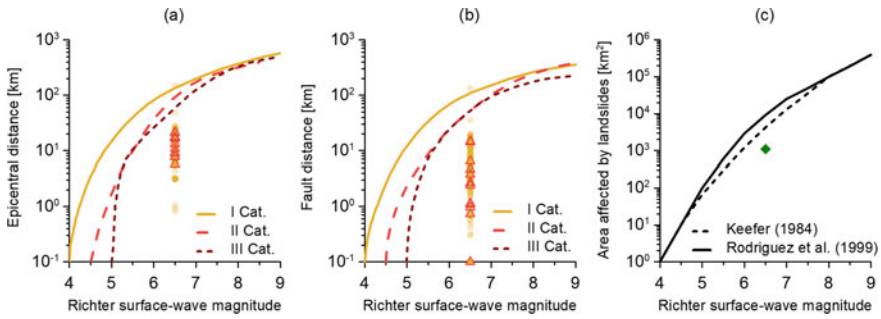 (a)
Epicentral distance [km]
10³
10²
10¹
10⁰
10⁻¹
4 5 6 7 8 9
Richter surface-wave magnitude
I Cat.
II Cat.
III Cat.
(b)
Fault distance [km]
10³
10²
10¹
10⁰
10⁻¹
4 5 6 7 8 9
Richter surface-wave magnitude
I Cat.
II Cat.
III Cat.
(c)
Area affected by landslides [km²]
10⁶
10⁵
10⁴
10³
10²
10¹
10⁰
4 5 6 7 8 9
Richter surface-wave magnitude
Keefer (1984)
Rodriguez et al. (1999)